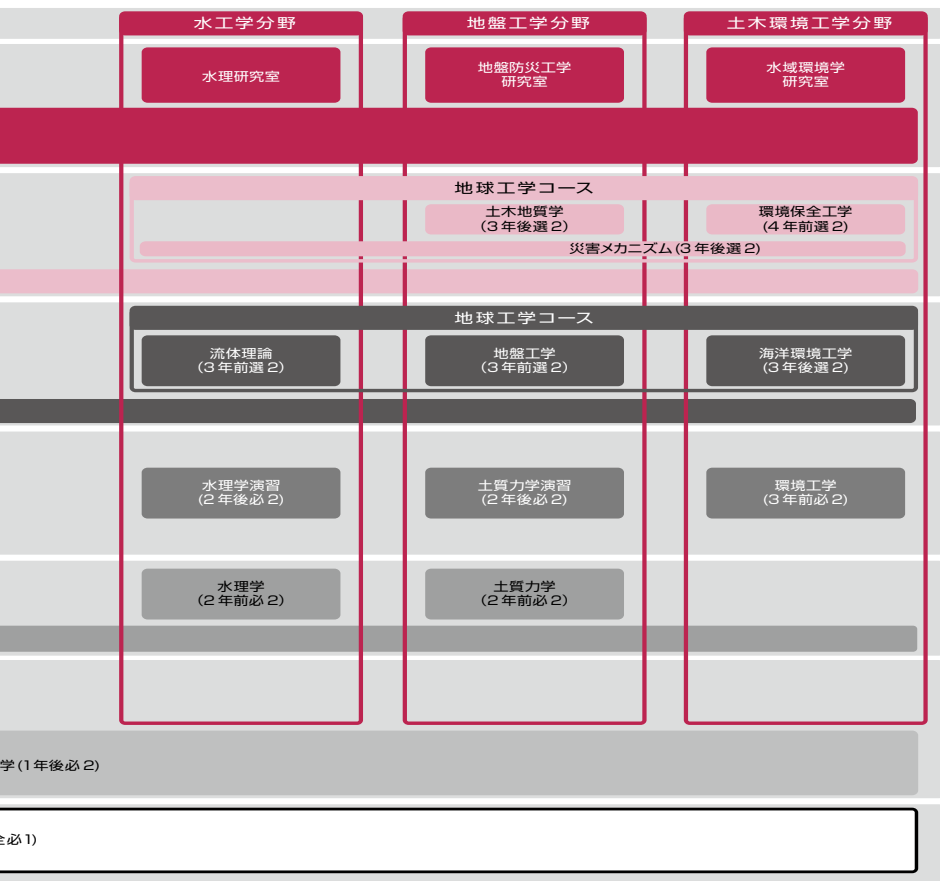 水工学分野
地盤工学分野
土木環境工学分野
水理研究室
地盤防災工学
研究室
水域環境学
研究室
地球工学コース
土木地質学
(3年後選2)
環境保全工学
(4年前選2)
災害メカニズム(3年後選2)
地球工学コース
流体理論
(3年前選2)
地盤工学
(3年前選2)
海洋環境工学
(3年後選2)
水理学演習
(2年後必2)
土質力学演習
(2年後必2)
環境工学
(3年前必2)
水理学
(2年前必2)
土質力学
(2年前必2)
学(1年後必2)
必1)